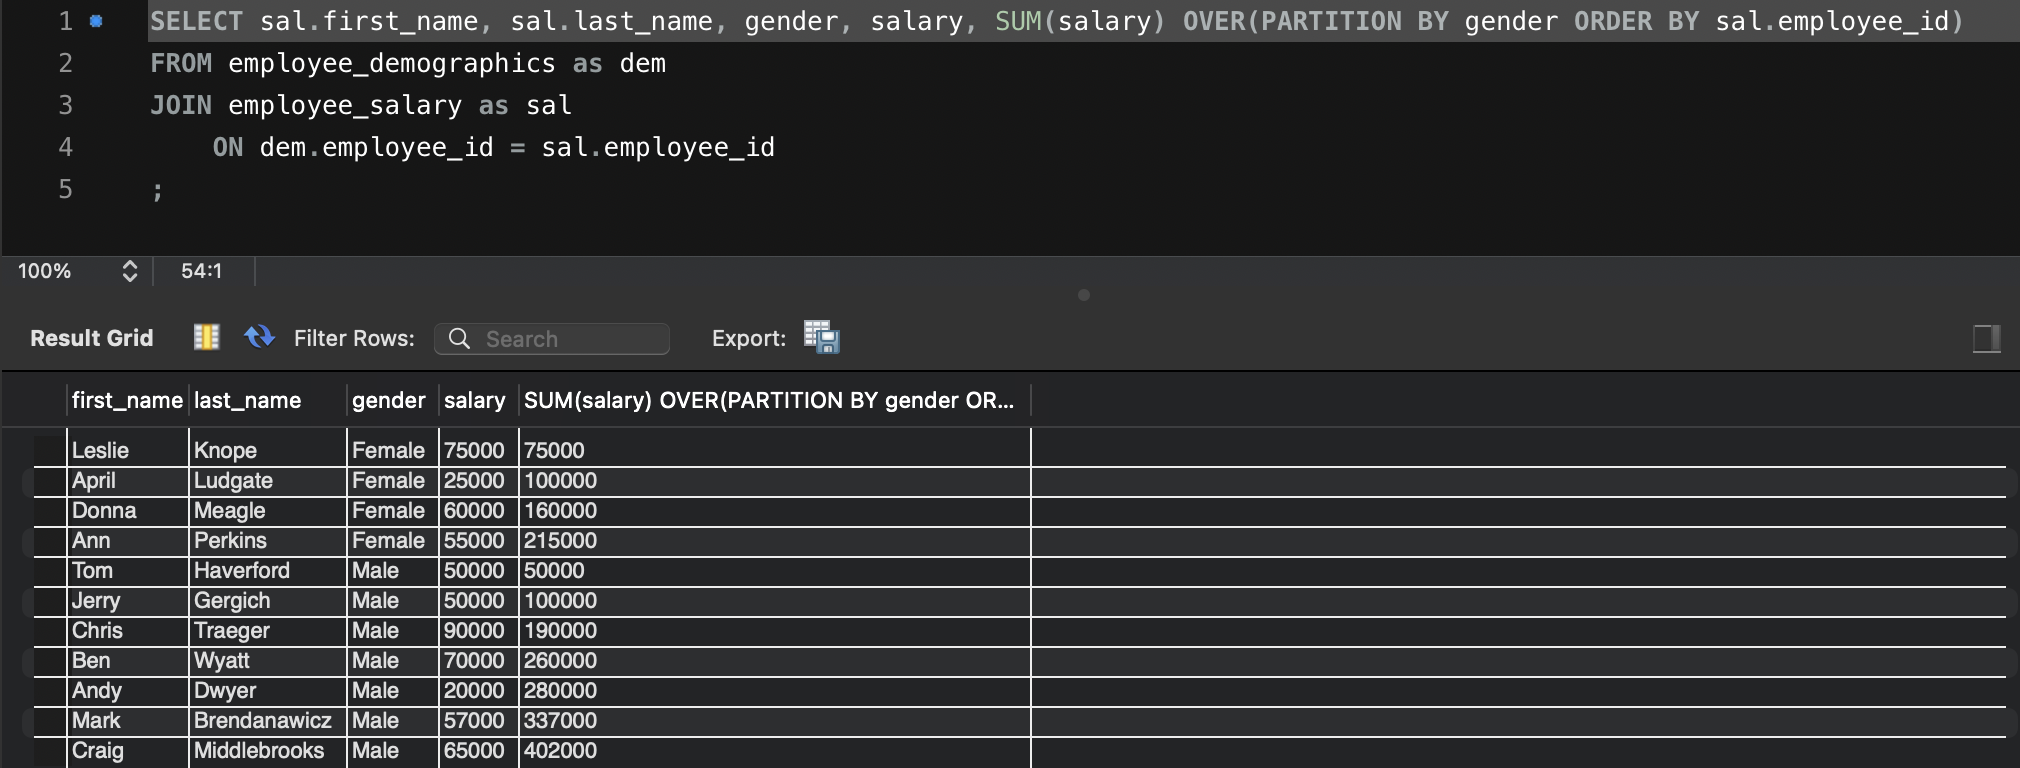 1 SELECT sal.first_name, sal.last_name, gender, salary, SUM(salary) OVER(PARTITION BY gender ORDER BY sal.employee_id)
2 FROM employee_demographics as dem
3 JOIN employee_salary as sal
4 ON dem.employee_id = sal.employee_id
5 ;
100% 54:1
Result Grid Filter Rows: Search Export:
first_name last_name gender salary SUM(salary) OVER(PARTITION BY gender OR...
Leslie Knope Female 75000 75000
April Ludgate Female 25000 100000
Donna Meagle Female 60000 160000
Ann Perkins Female 55000 215000
Tom Haverford Male 50000 50000
Jerry Gergich Male 50000 100000
Chris Traeger Male 90000 190000
Ben Wyatt Male 70000 260000
Andy Dwyer Male 20000 280000
Mark Brendanawicz Male 57000 337000
Craig Middlebrooks Male 65000 402000